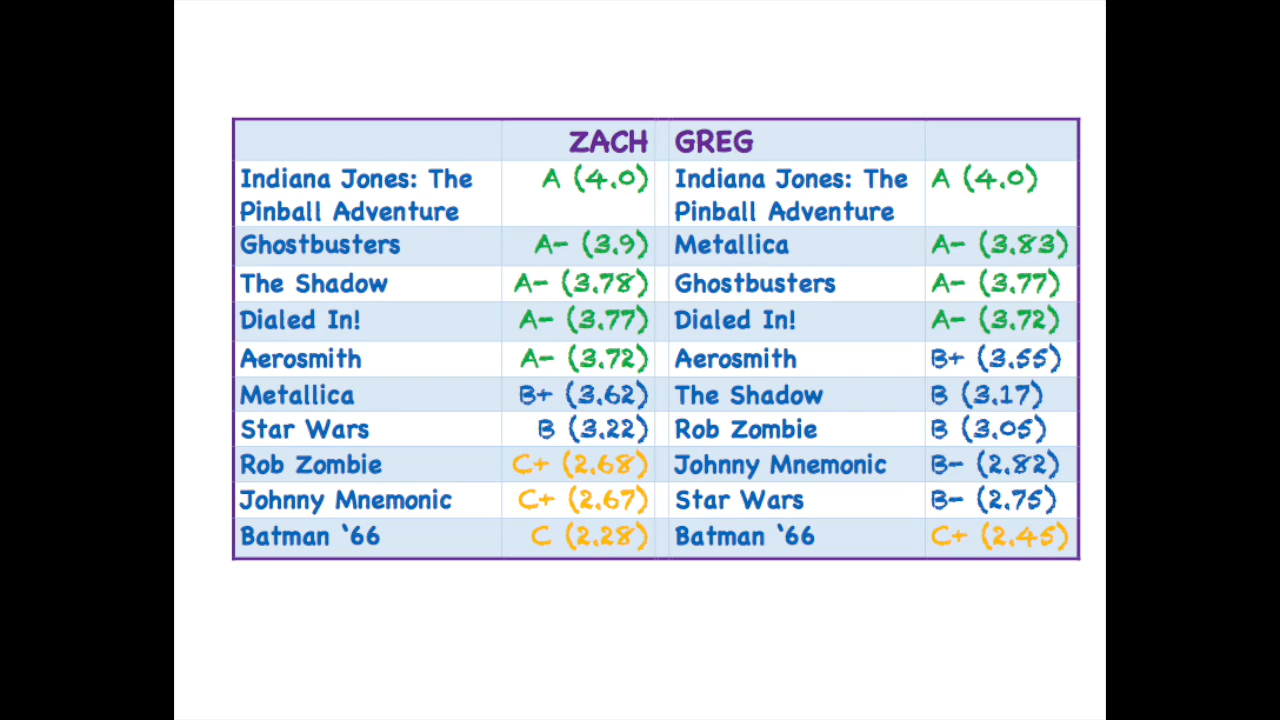 ZACH GREG
Indiana Jones: The A (4.0) Indiana Jones: The A (4.0)
Pinball Adventure Pinball Adventure
Ghostbusters A- (3.9) Metallica A- (3.83)
The Shadow A- (3.78) Ghostbusters A- (3.77)
Dialed In! A- (3.77) Dialed In! A- (3.72)
Aerosmith A- (3.72) Aerosmith B+ (3.55)
Metallica B+ (3.62) The Shadow B (3.17)
Star Wars B (3.22) Rob Zombie B (3.05)
Rob Zombie C+ (2.68) Johnny Mnemonic B- (2.82)
Johnny Mnemonic C+ (2.67) Star Wars B- (2.75)
Batman ‘66 C (2.28) Batman ‘66 C+ (2.45)